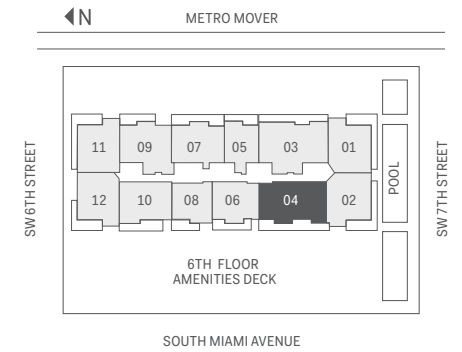 N
METRO MOVER
SW 6TH STREET
11
09
07
05
03
01
12
10
08
06
04
02
POOL
SW 7TH STREET
6TH FLOOR
AMENITIES DECK
SOUTH MIAMI AVENUE